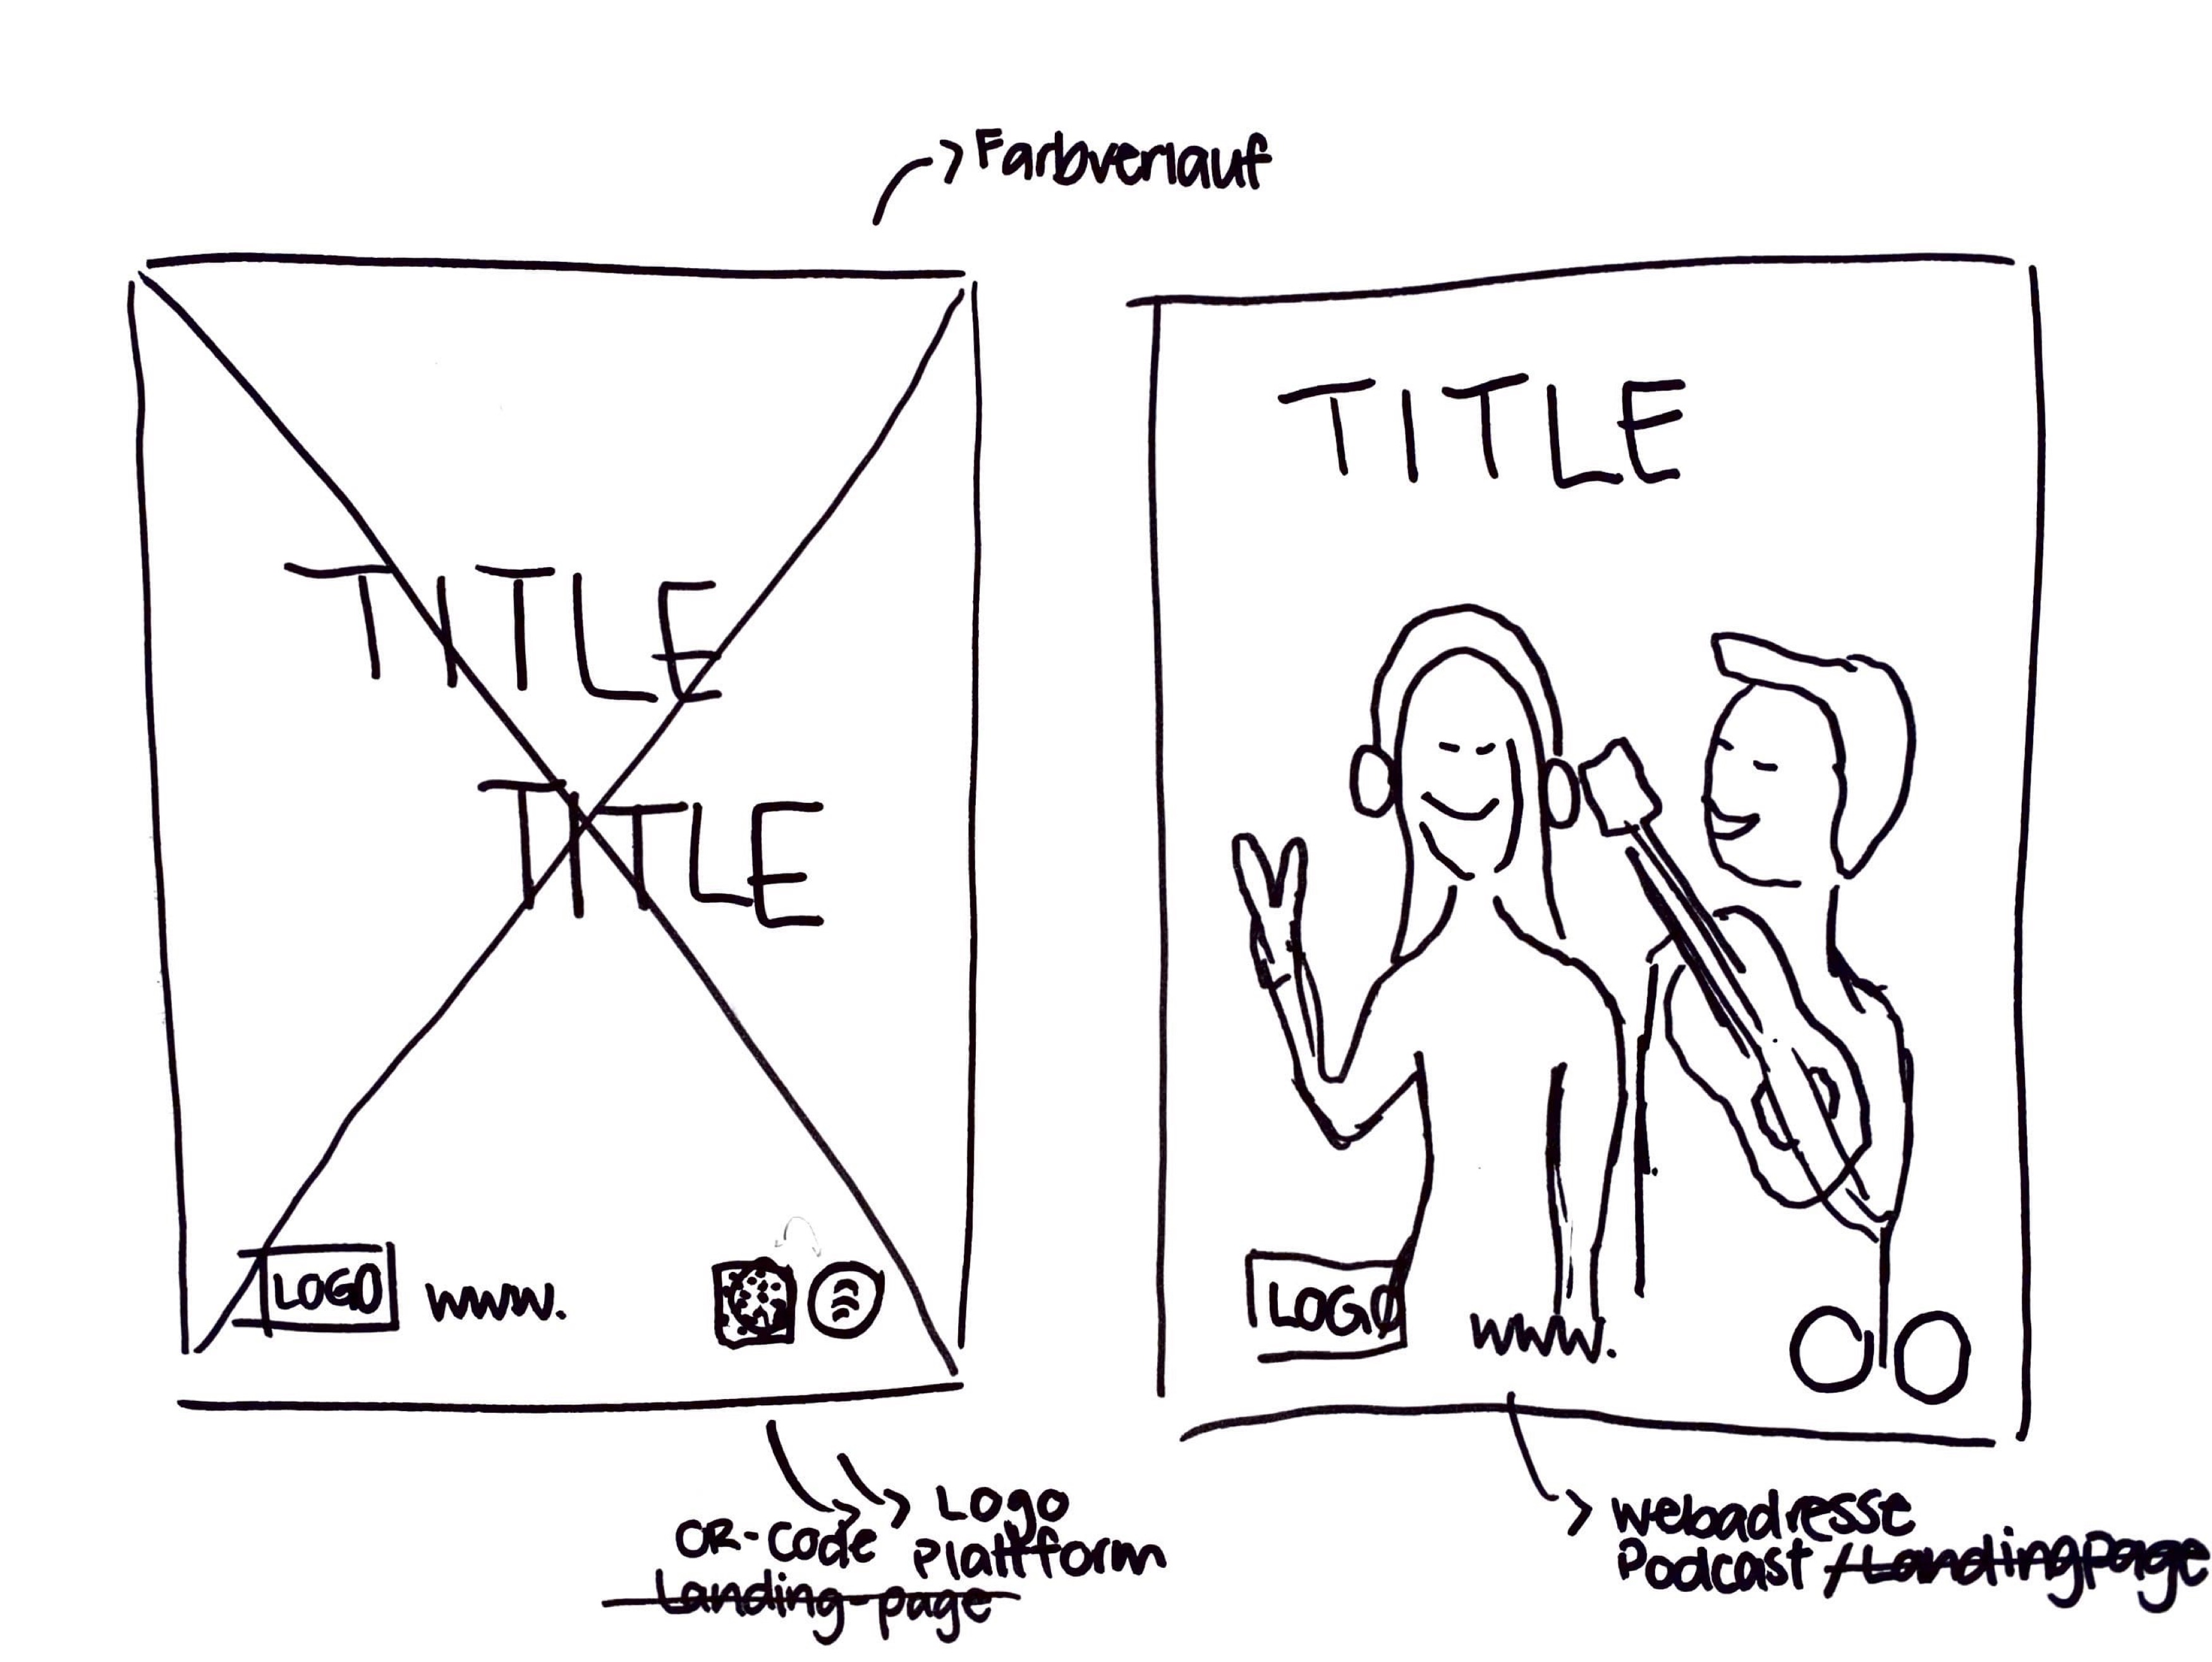 Farbverlauf
TITLE
TITLE
LOGO www.
TITLE
LOGO www.
QR-Code
Landing page
Logo
Plattform
Webadresse
Podcast / Landingpage